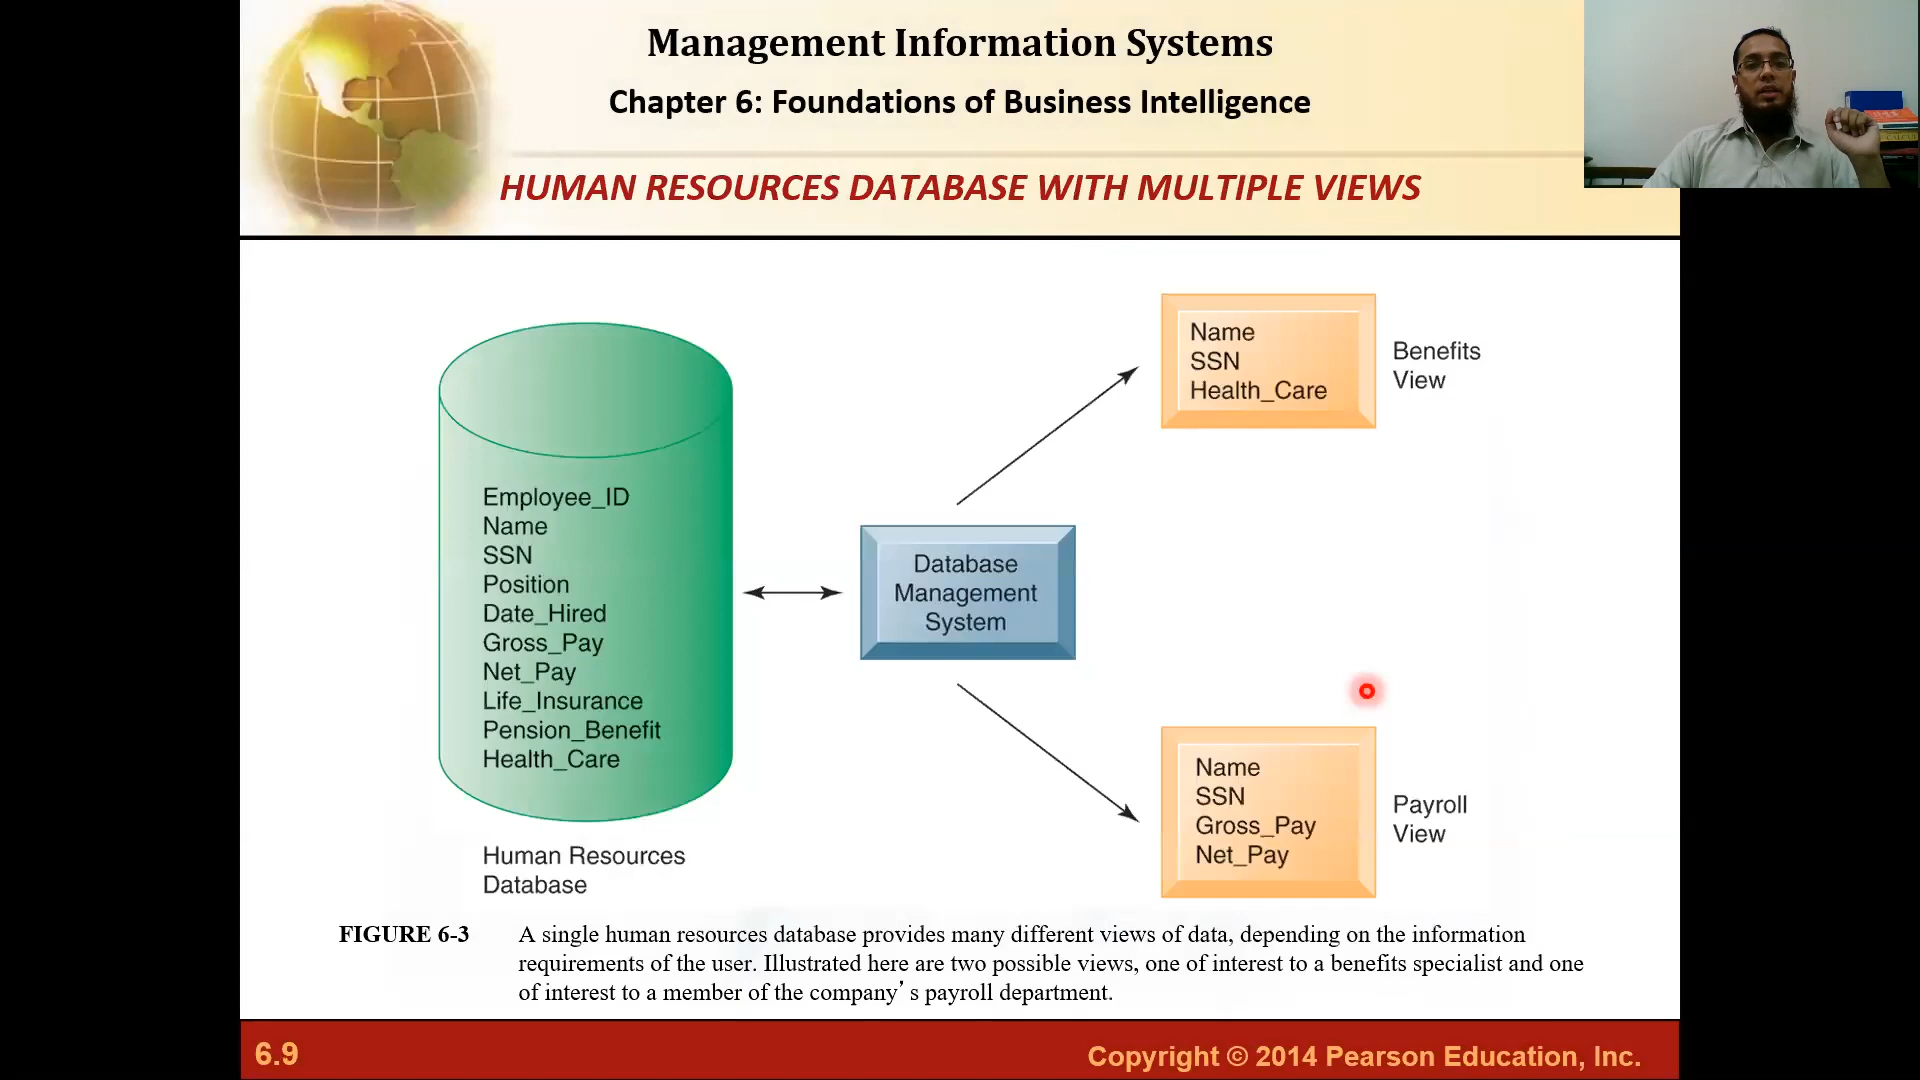 Management Information Systems
Chapter 6: Foundations of Business Intelligence
HUMAN RESOURCES DATABASE WITH MULTIPLE VIEWS
Employee_ID
Name
SSN
Position
Date_Hired
Gross_Pay
Net_Pay
Life_Insurance
Pension_Benefit
Health_Care
Human Resources
Database
Database
Management
System
Name
SSN
Health_Care
Benefits
View
Name
SSN
Gross_Pay
Net_Pay
Payroll
View
FIGURE 6-3 A single human resources database provides many different views of data, depending on the information
requirements of the user. Illustrated here are two possible views, one of interest to a benefits specialist and one
of interest to a member of the company’s payroll department.
6.9
Copyright © 2014 Pearson Education, Inc.